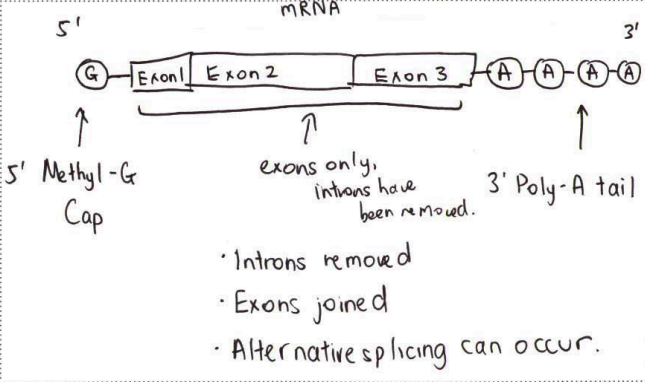 mRNA
5' 3'
G Exon1 Exon 2 Exon 3 A A A A
5' Methyl-G
Cap
exons only,
introns have
been removed.
3' Poly-A tail
· Introns removed
· Exons joined
· Alternative splicing can occur.